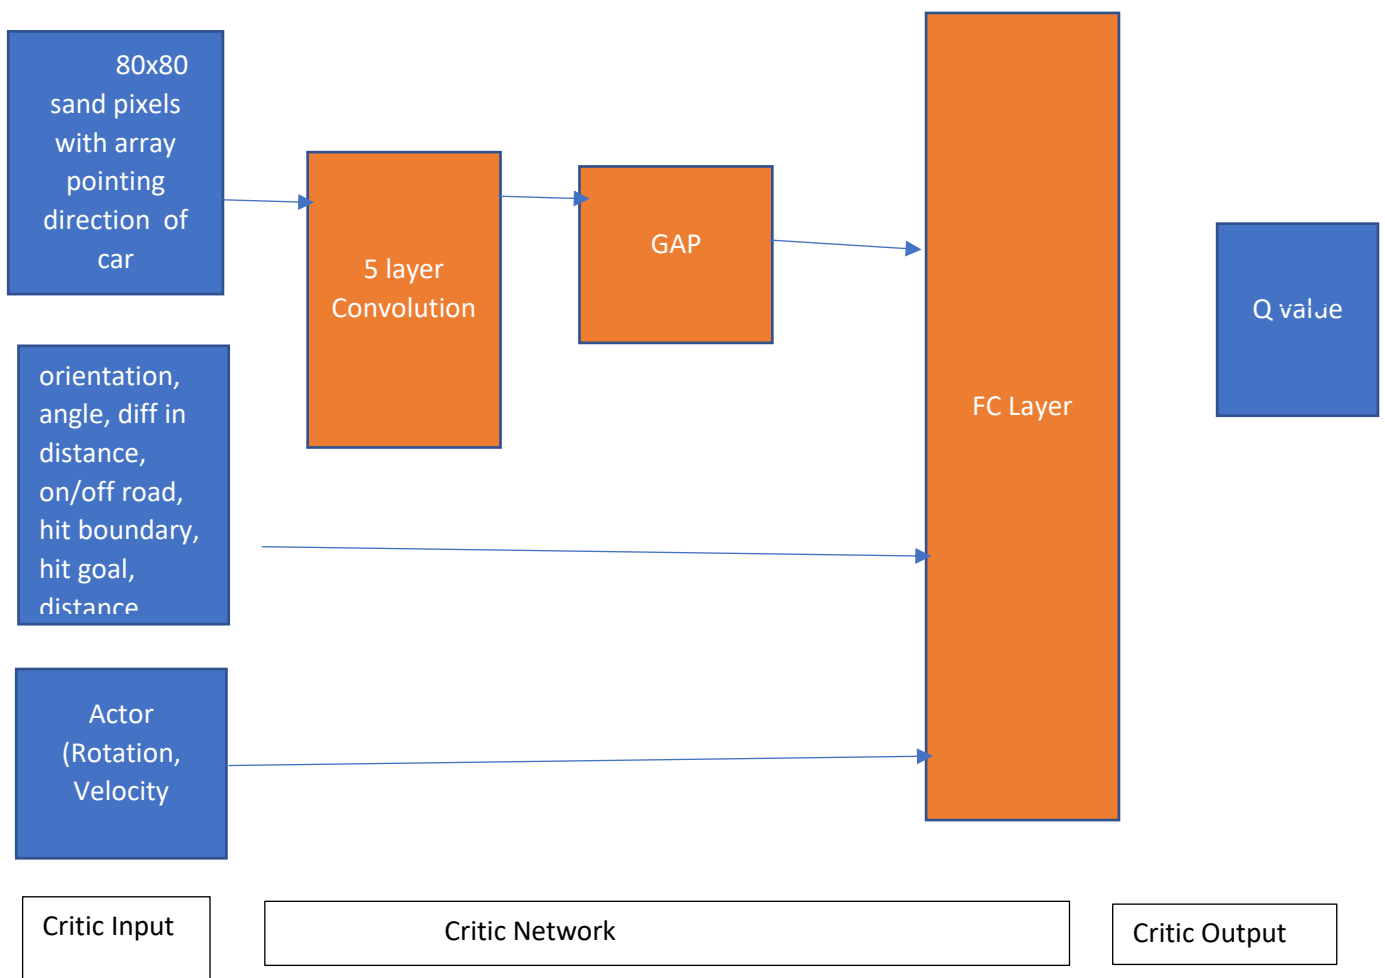 80x80
sand pixels
with array
pointing
direction of
car
5 layer
Convolution
GAP
FC Layer
Q value
orientation,
angle, diff in
distance,
on/off road,
hit boundary,
hit goal,
distance
Actor
(Rotation,
Velocity
Critic Input
Critic Network
Critic Output